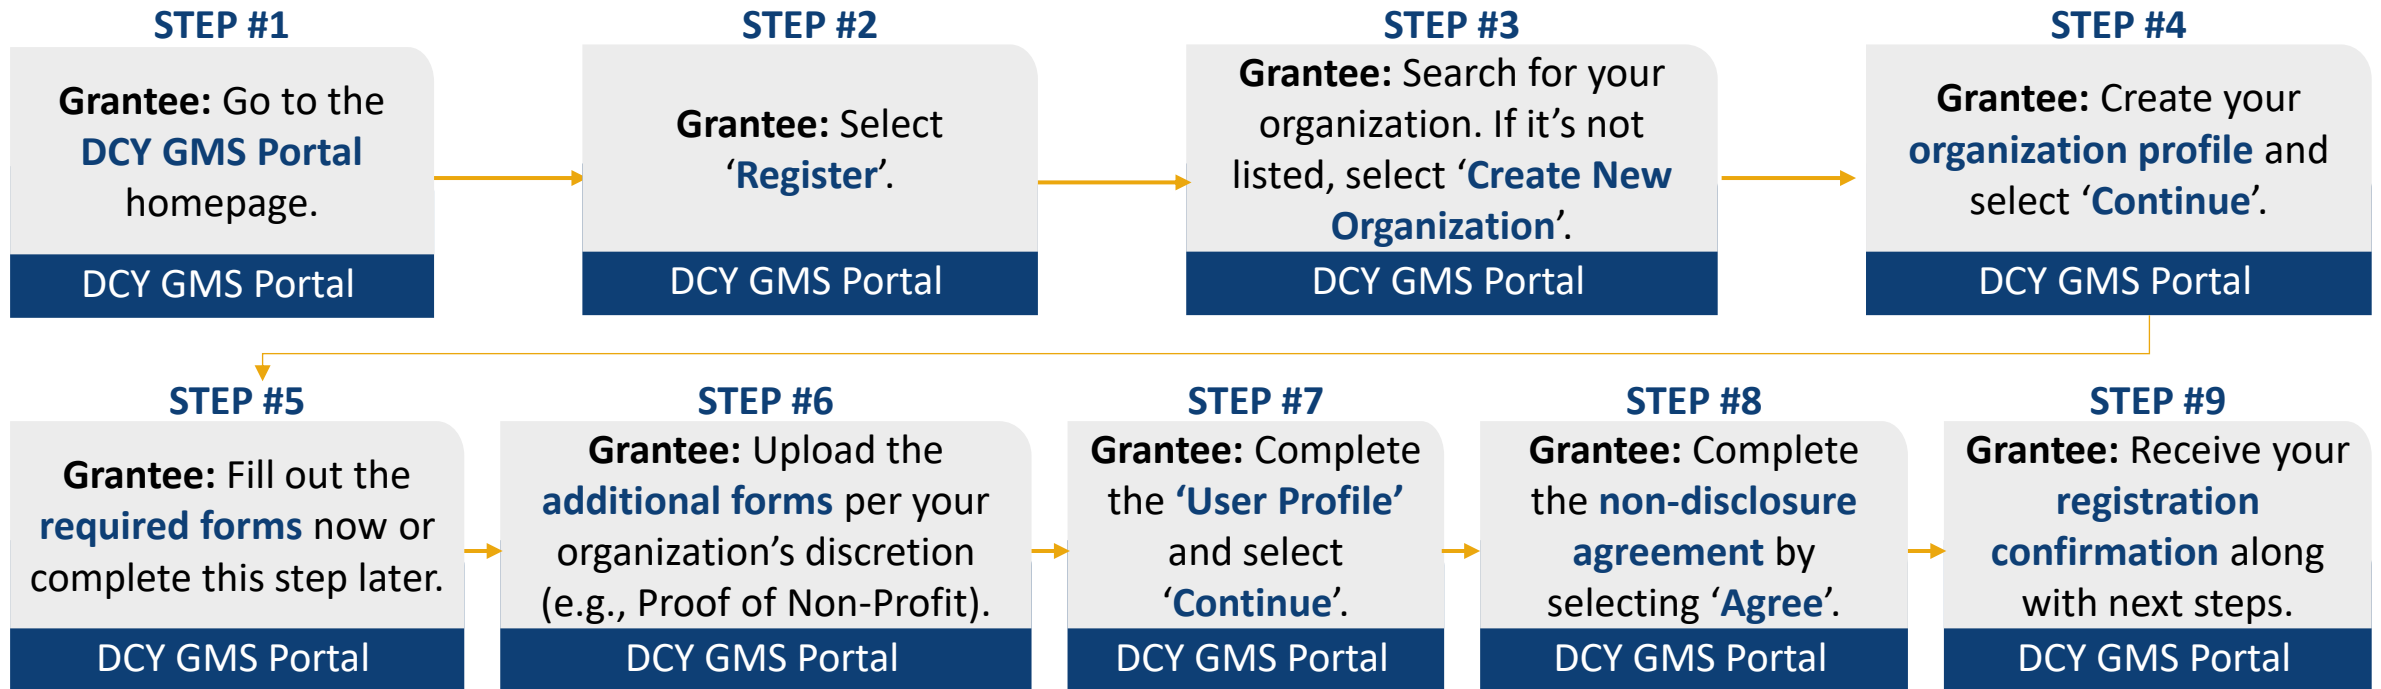 STEP #1
Grantee: Go to the
DCY GMS Portal
homepage.
DCY GMS Portal
STEP #2
Grantee: Select
‘Register’.
DCY GMS Portal
STEP #3
Grantee: Search for your
organization. If it’s not
listed, select ‘Create New
Organization’.
DCY GMS Portal
STEP #4
Grantee: Create your
organization profile and
select ‘Continue’.
DCY GMS Portal
STEP #5
Grantee: Fill out the
required forms now or
complete this step later.
DCY GMS Portal
STEP #6
Grantee: Upload the
additional forms per your
organization’s discretion
(e.g., Proof of Non-Profit).
DCY GMS Portal
STEP #7
Grantee: Complete
the ‘User Profile’
and select
‘Continue’.
DCY GMS Portal
STEP #8
Grantee: Complete
the non-disclosure
agreement by
selecting ‘Agree’.
DCY GMS Portal
STEP #9
Grantee: Receive your
registration
confirmation along
with next steps.
DCY GMS Portal